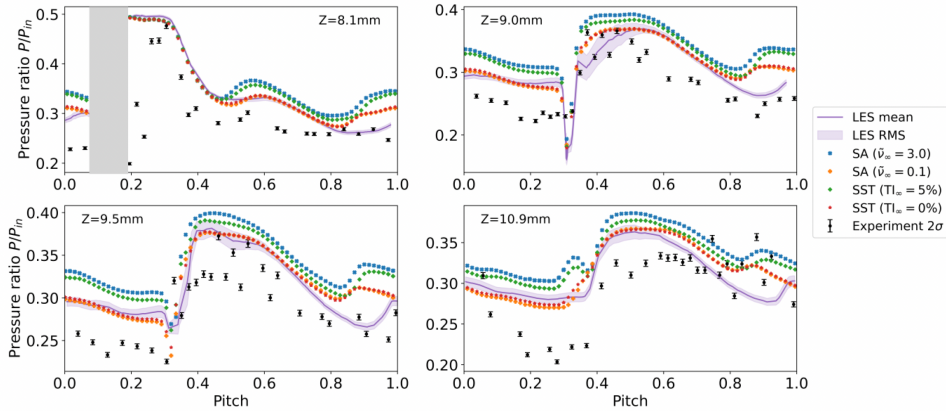 Z=8.1mm
Pressure ratio P/P_in
0.5
0.4
0.3
0.2
0.0 0.2 0.4 0.6 0.8 1.0
Z=9.0mm
0.4
0.3
0.2
0.0 0.2 0.4 0.6 0.8 1.0
LES mean
LES RMS
SA (ν̃∞ = 3.0)
SA (ν̃∞ = 0.1)
SST (TI∞ = 5%)
SST (TI∞ = 0%)
Experiment 2σ
Z=9.5mm
Pressure ratio P/P_in
0.40
0.35
0.30
0.25
0.0 0.2 0.4 0.6 0.8 1.0
Pitch
Z=10.9mm
0.35
0.30
0.25
0.20
0.0 0.2 0.4 0.6 0.8 1.0
Pitch